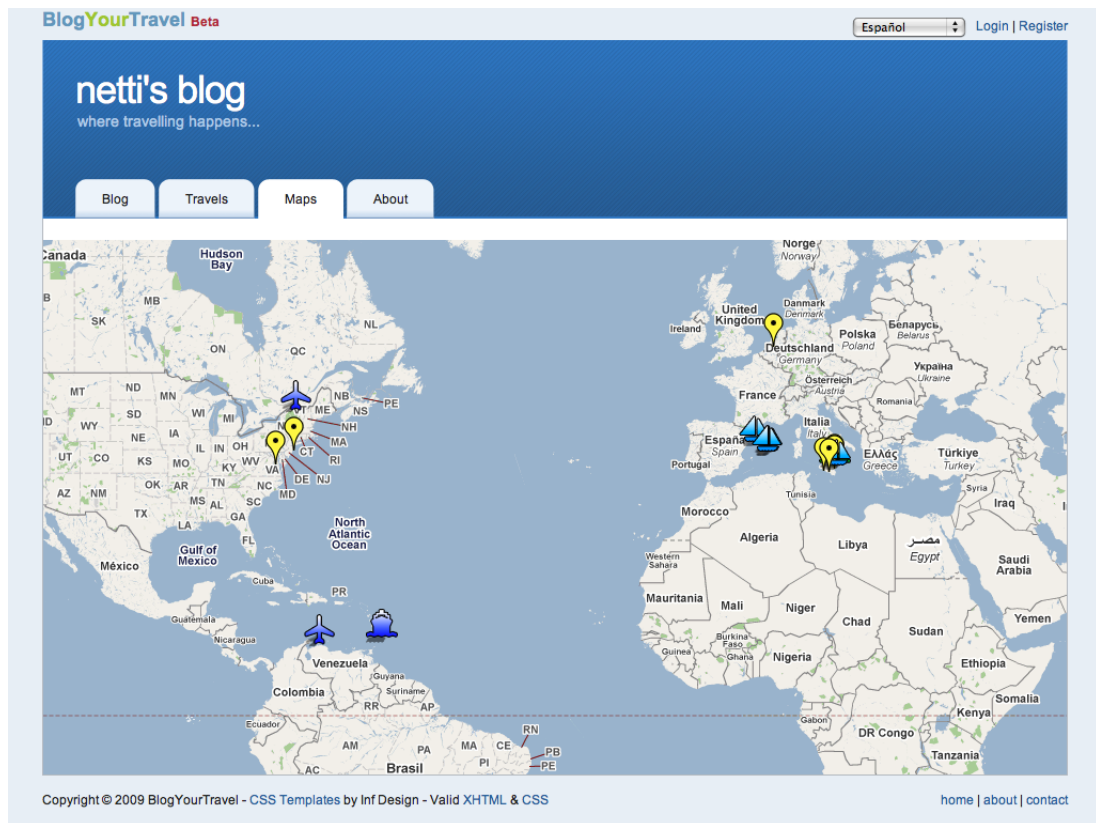 BlogYourTravel Beta
Español
Login | Register
netti's blog
where travelling happens...
Blog
Travels
Maps
About
Canada
Hudson
Bay
Norge
Norway
B
MB
SK
NL
ON
QC
United
Kingdom
Ireland
Danmark
Denmark
Беларусь
Belarus
Polska
Poland
Deutschland
Germany
Україна
Ukraine
Österreich
Austria
France
Romania
MT
ND
MN
NB
PE
ME
NS
VT
ID
WY
SD
WI
MI
NH
MA
NE
IA
IL
IN
OH
CT
RI
Italia
Italy
España
Spain
Portugal
Ελλάς
Greece
Türkiye
Turkey
UT
CO
KS
MO
KY
WV
VA
DE
NJ
MD
AZ
NM
OK
AR
TN
NC
MS
AL
SC
TX
LA
GA
FL
Tunisia
Syria
Iraq
Morocco
North
Atlantic
Ocean
Gulf of
Mexico
México
Cuba
PR
Algeria
Libya
مصر
Egypt
Western
Sahara
Saudi
Arabia
Guatemala
Nicaragua
Mauritania
Mali
Niger
Chad
Sudan
Yemen
Burkina
Faso
Guinea
Ghana
Nigeria
Ethiopia
Somalia
Venezuela
Guyana
Suriname
Colombia
RR
AP
Ecuador
Gabon
DR Congo
Kenya
Tanzania
AM
PA
MA
CE
RN
PB
PE
PI
AC
Brasil
Copyright © 2009 BlogYourTravel - CSS Templates by Inf Design - Valid XHTML & CSS
home | about | contact